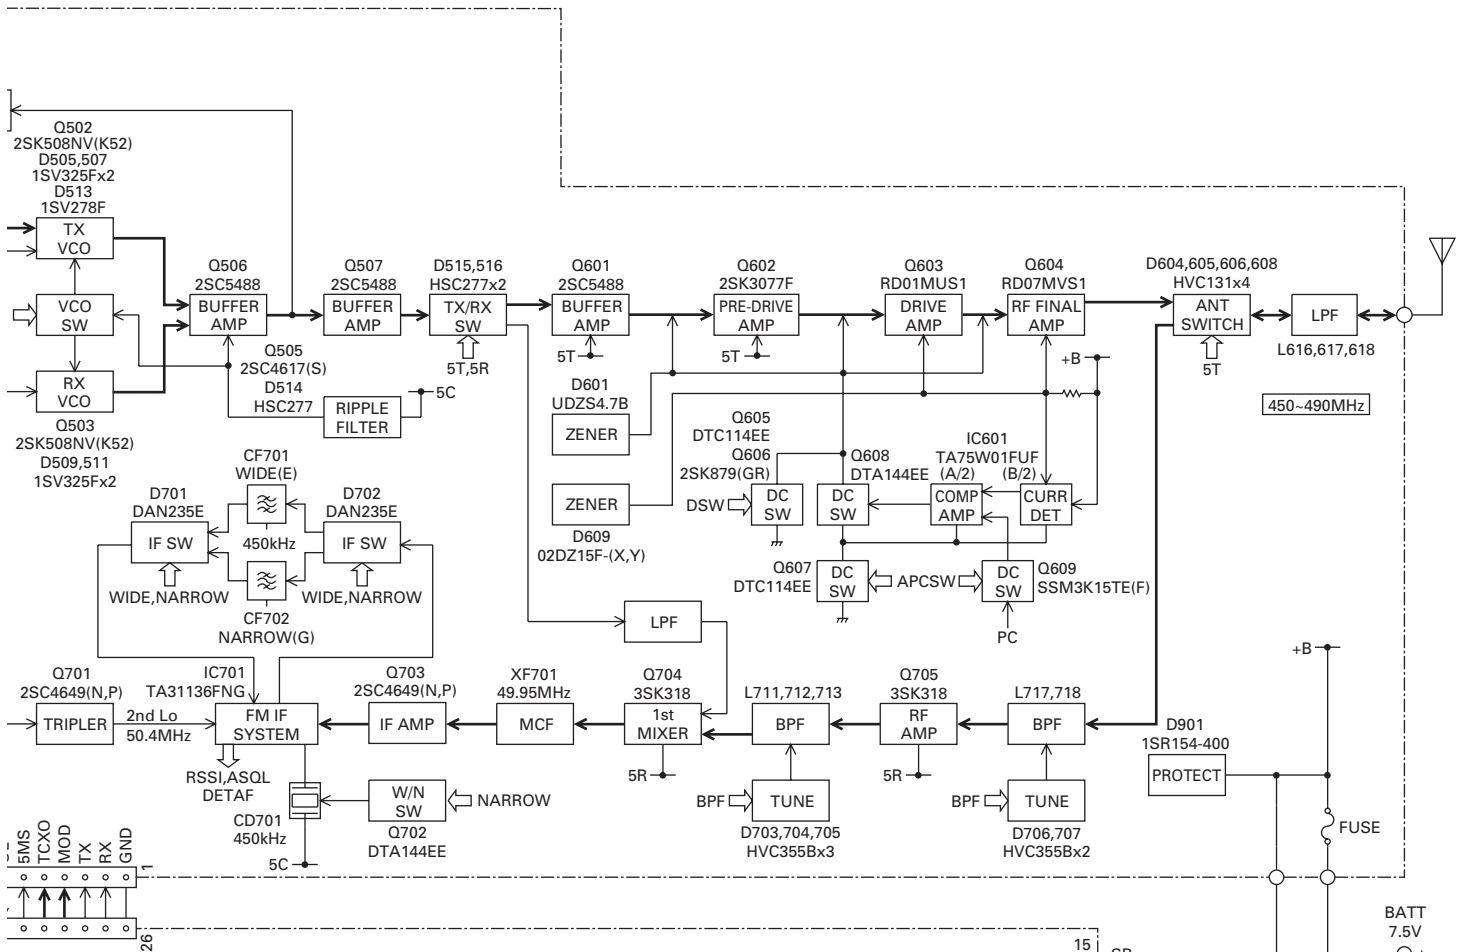 Q502
2SK508NV(K52)
D505,507
1SV325Fx2
D513
1SV278F
TX
VCO
VCO
SW
RX
VCO
Q503
2SK508NV(K52)
D509,511
1SV325Fx2
Q506
2SC5488
BUFFER
AMP
Q505
2SC4617(S)
D514
HSC277
RIPPLE
FILTER
5C
Q507
2SC5488
BUFFER
AMP
D515,516
HSC277x2
TX/RX
SW
5T,5R
Q601
2SC5488
BUFFER
AMP
5T
Q602
2SK3077F
PRE-DRIVE
AMP
5T
Q603
RD01MUS1
DRIVE
AMP
Q604
RD07MVS1
RF FINAL
AMP
+B
D604,605,606,608
HVC131x4
ANT
SWITCH
5T
LPF
L616,617,618
450~490MHz
D601
UDZS4.7B
ZENER
ZENER
D609
02DZ15F-(X,Y)
Q605
DTC114EE
Q606
2SK879(GR)
DSW
DC
SW
Q608
DTA144EE
DC
SW
IC601
TA75W01FUF
(A/2)
(B/2)
COMP
AMP
CURR
DET
Q607
DTC114EE
DC
SW
APCSW
DC
SW
Q609
SSM3K15TE(F)
PC
CF701
WIDE(E)
D701
DAN235E
IF SW
450kHz
D702
DAN235E
IF SW
WIDE,NARROW
WIDE,NARROW
CF702
NARROW(G)
LPF
Q701
2SC4649(N,P)
TRIPLER
2nd Lo
50.4MHz
IC701
TA31136FNG
FM IF
SYSTEM
RSSI,ASQL
DETAF
Q703
2SC4649(N,P)
IF AMP
XF701
49.95MHz
MCF
Q704
3SK318
1st
MIXER
5R
L711,712,713
BPF
Q705
3SK318
RF
AMP
5R
L717,718
BPF
CD701
450kHz
5C
W/N
SW
NARROW
Q702
DTA144EE
BPF
TUNE
D703,704,705
HVC355Bx3
BPF
TUNE
D706,707
HVC355Bx2
+B
D901
1SR154-400
PROTECT
FUSE
5MS
TCXO
MOD
TX
RX
GND
1
26
15
BATT
7.5V
+